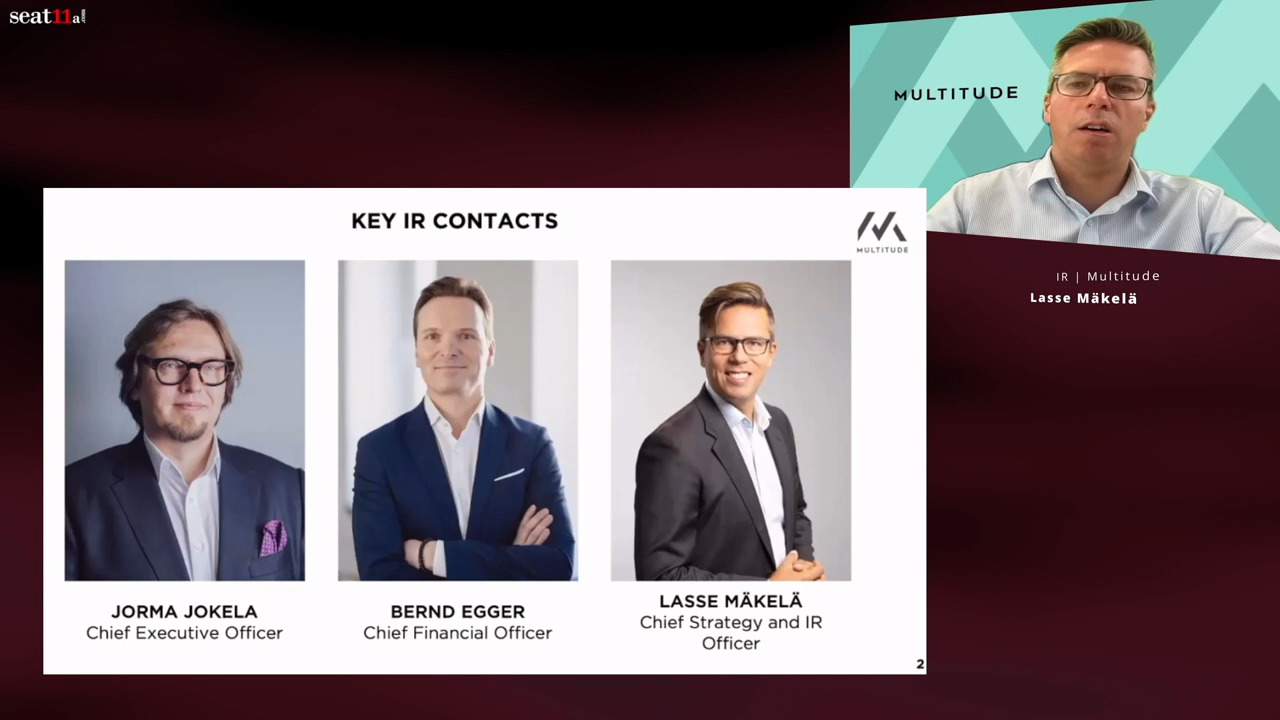 seat11a.com
MULTITUDE
KEY IR CONTACTS
MULTITUDE
IR | Multitude
Lasse Mäkelä
JORMA JOKELA
Chief Executive Officer
BERND EGGER
Chief Financial Officer
LASSE MÄKELÄ
Chief Strategy and IR
Officer
2